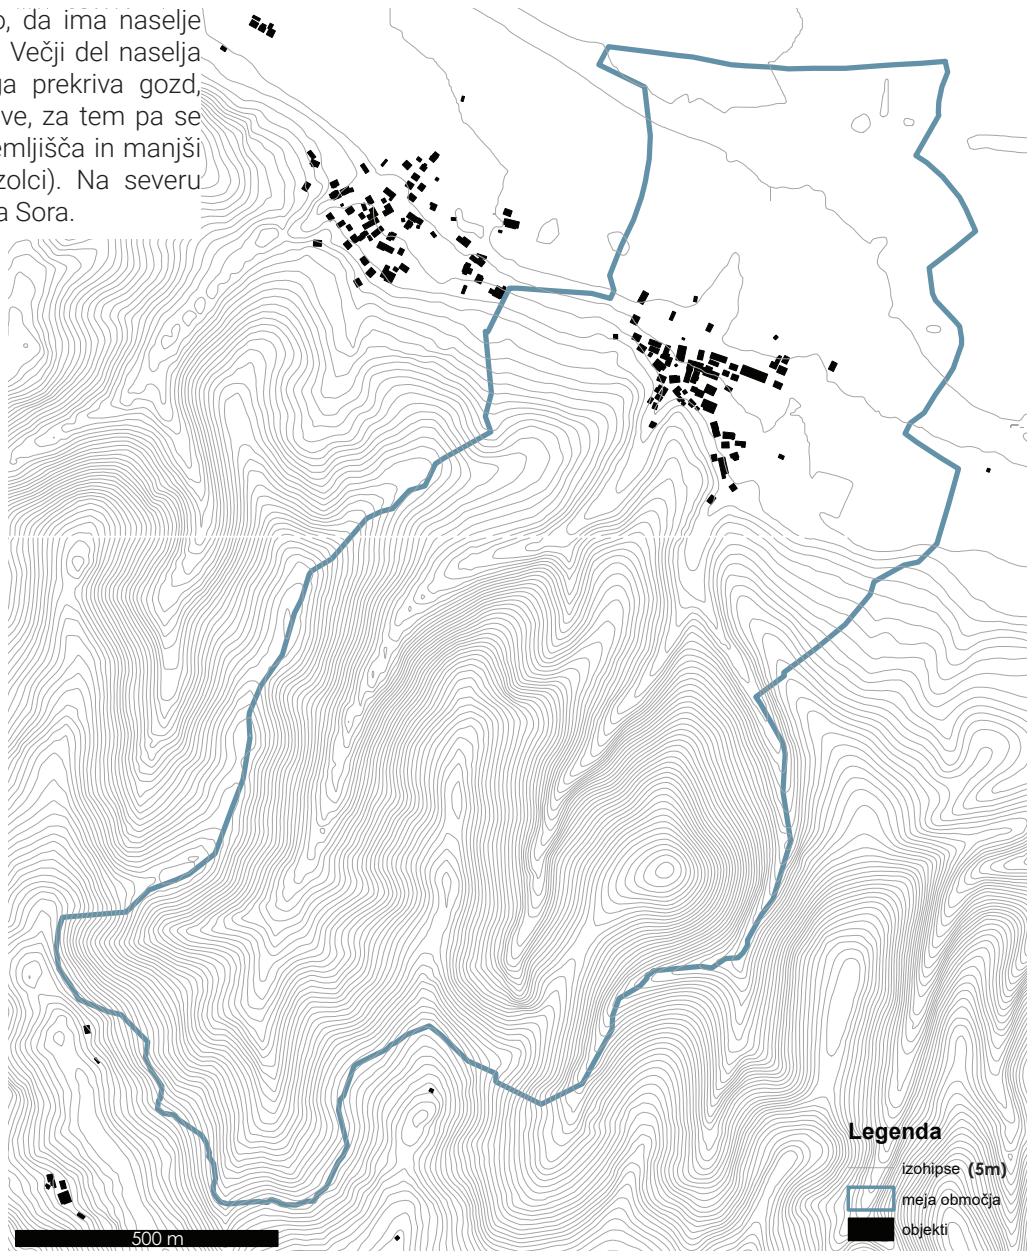 o, da ima naselje
Večji del naselja
ga prekriva gozd,
ve, za tem pa se
emljišča in manjši
zolci). Na severu
a Sora.
Legenda
izohipse (5m)
meja območja
objekti
500 m